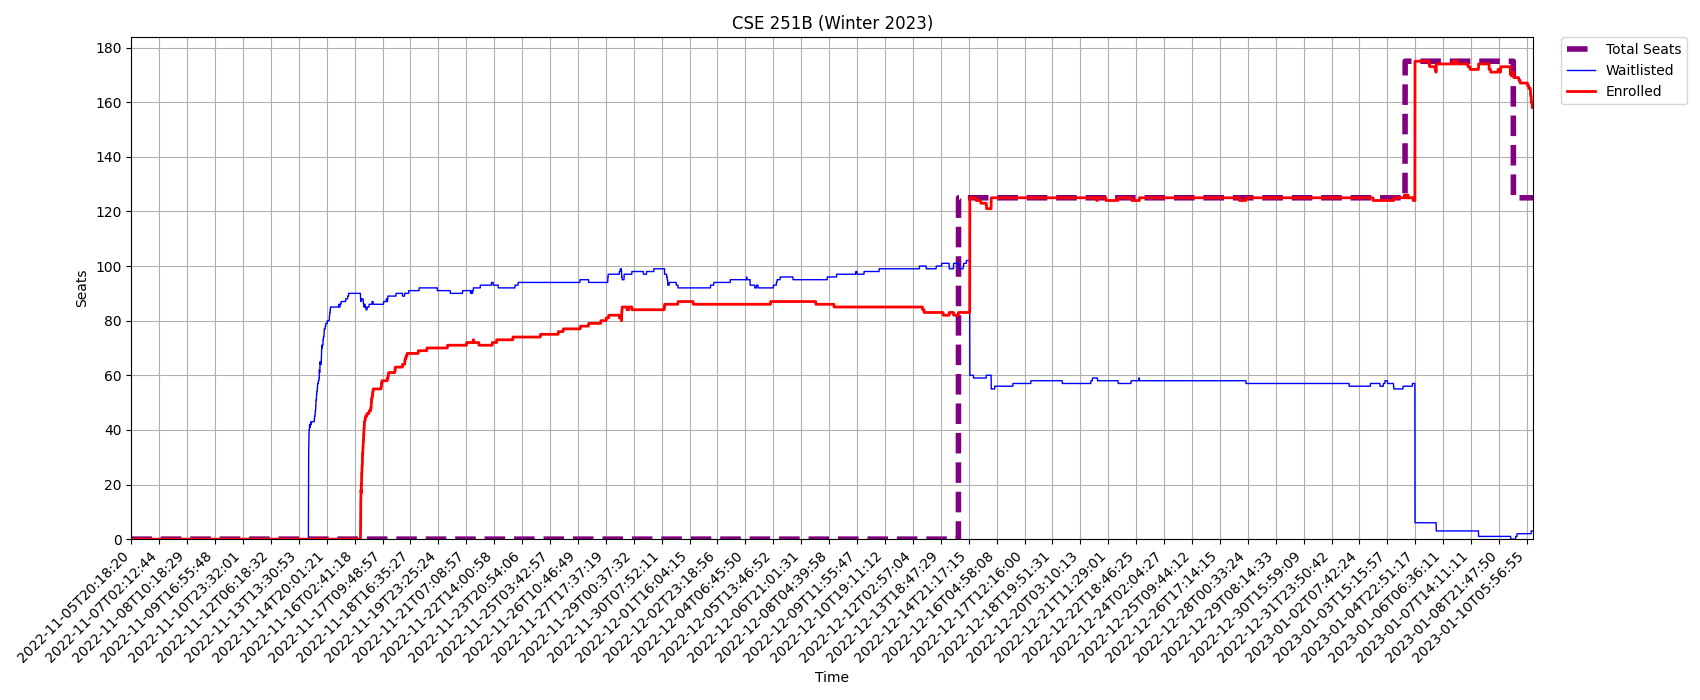 CSE 251B (Winter 2023)
Total Seats
Waitlisted
Enrolled
Seats
180
160
140
120
100
80
60
40
20
0
2022-11-05T20:18:20
2022-11-07T02:12:44
2022-11-08T10:18:29
2022-11-09T16:55:48
2022-11-10T23:32:01
2022-11-12T06:18:32
2022-11-13T13:30:53
2022-11-14T20:01:21
2022-11-16T02:41:18
2022-11-17T09:48:57
2022-11-18T16:35:27
2022-11-19T23:25:24
2022-11-21T07:08:57
2022-11-22T14:00:58
2022-11-23T20:54:06
2022-11-25T03:42:57
2022-11-26T10:46:49
2022-11-27T17:37:19
2022-11-29T00:37:32
2022-11-30T07:52:11
2022-12-01T16:04:15
2022-12-02T23:18:56
2022-12-04T06:45:50
2022-12-05T13:46:52
2022-12-06T21:01:31
2022-12-08T04:39:58
2022-12-09T11:55:47
2022-12-10T19:11:12
2022-12-12T02:57:04
2022-12-13T18:47:29
2022-12-14T21:17:15
2022-12-16T04:58:08
2022-12-17T12:16:00
2022-12-18T19:51:31
2022-12-20T03:10:13
2022-12-21T11:29:01
2022-12-22T18:46:25
2022-12-24T02:04:27
2022-12-25T09:44:12
2022-12-26T17:14:15
2022-12-28T00:33:24
2022-12-29T08:14:33
2022-12-30T15:59:09
2022-12-31T23:50:42
2023-01-02T07:42:24
2023-01-03T15:15:57
2023-01-04T22:51:17
2023-01-06T06:36:11
2023-01-07T14:11:11
2023-01-08T21:47:50
2023-01-10T05:56:55
Time